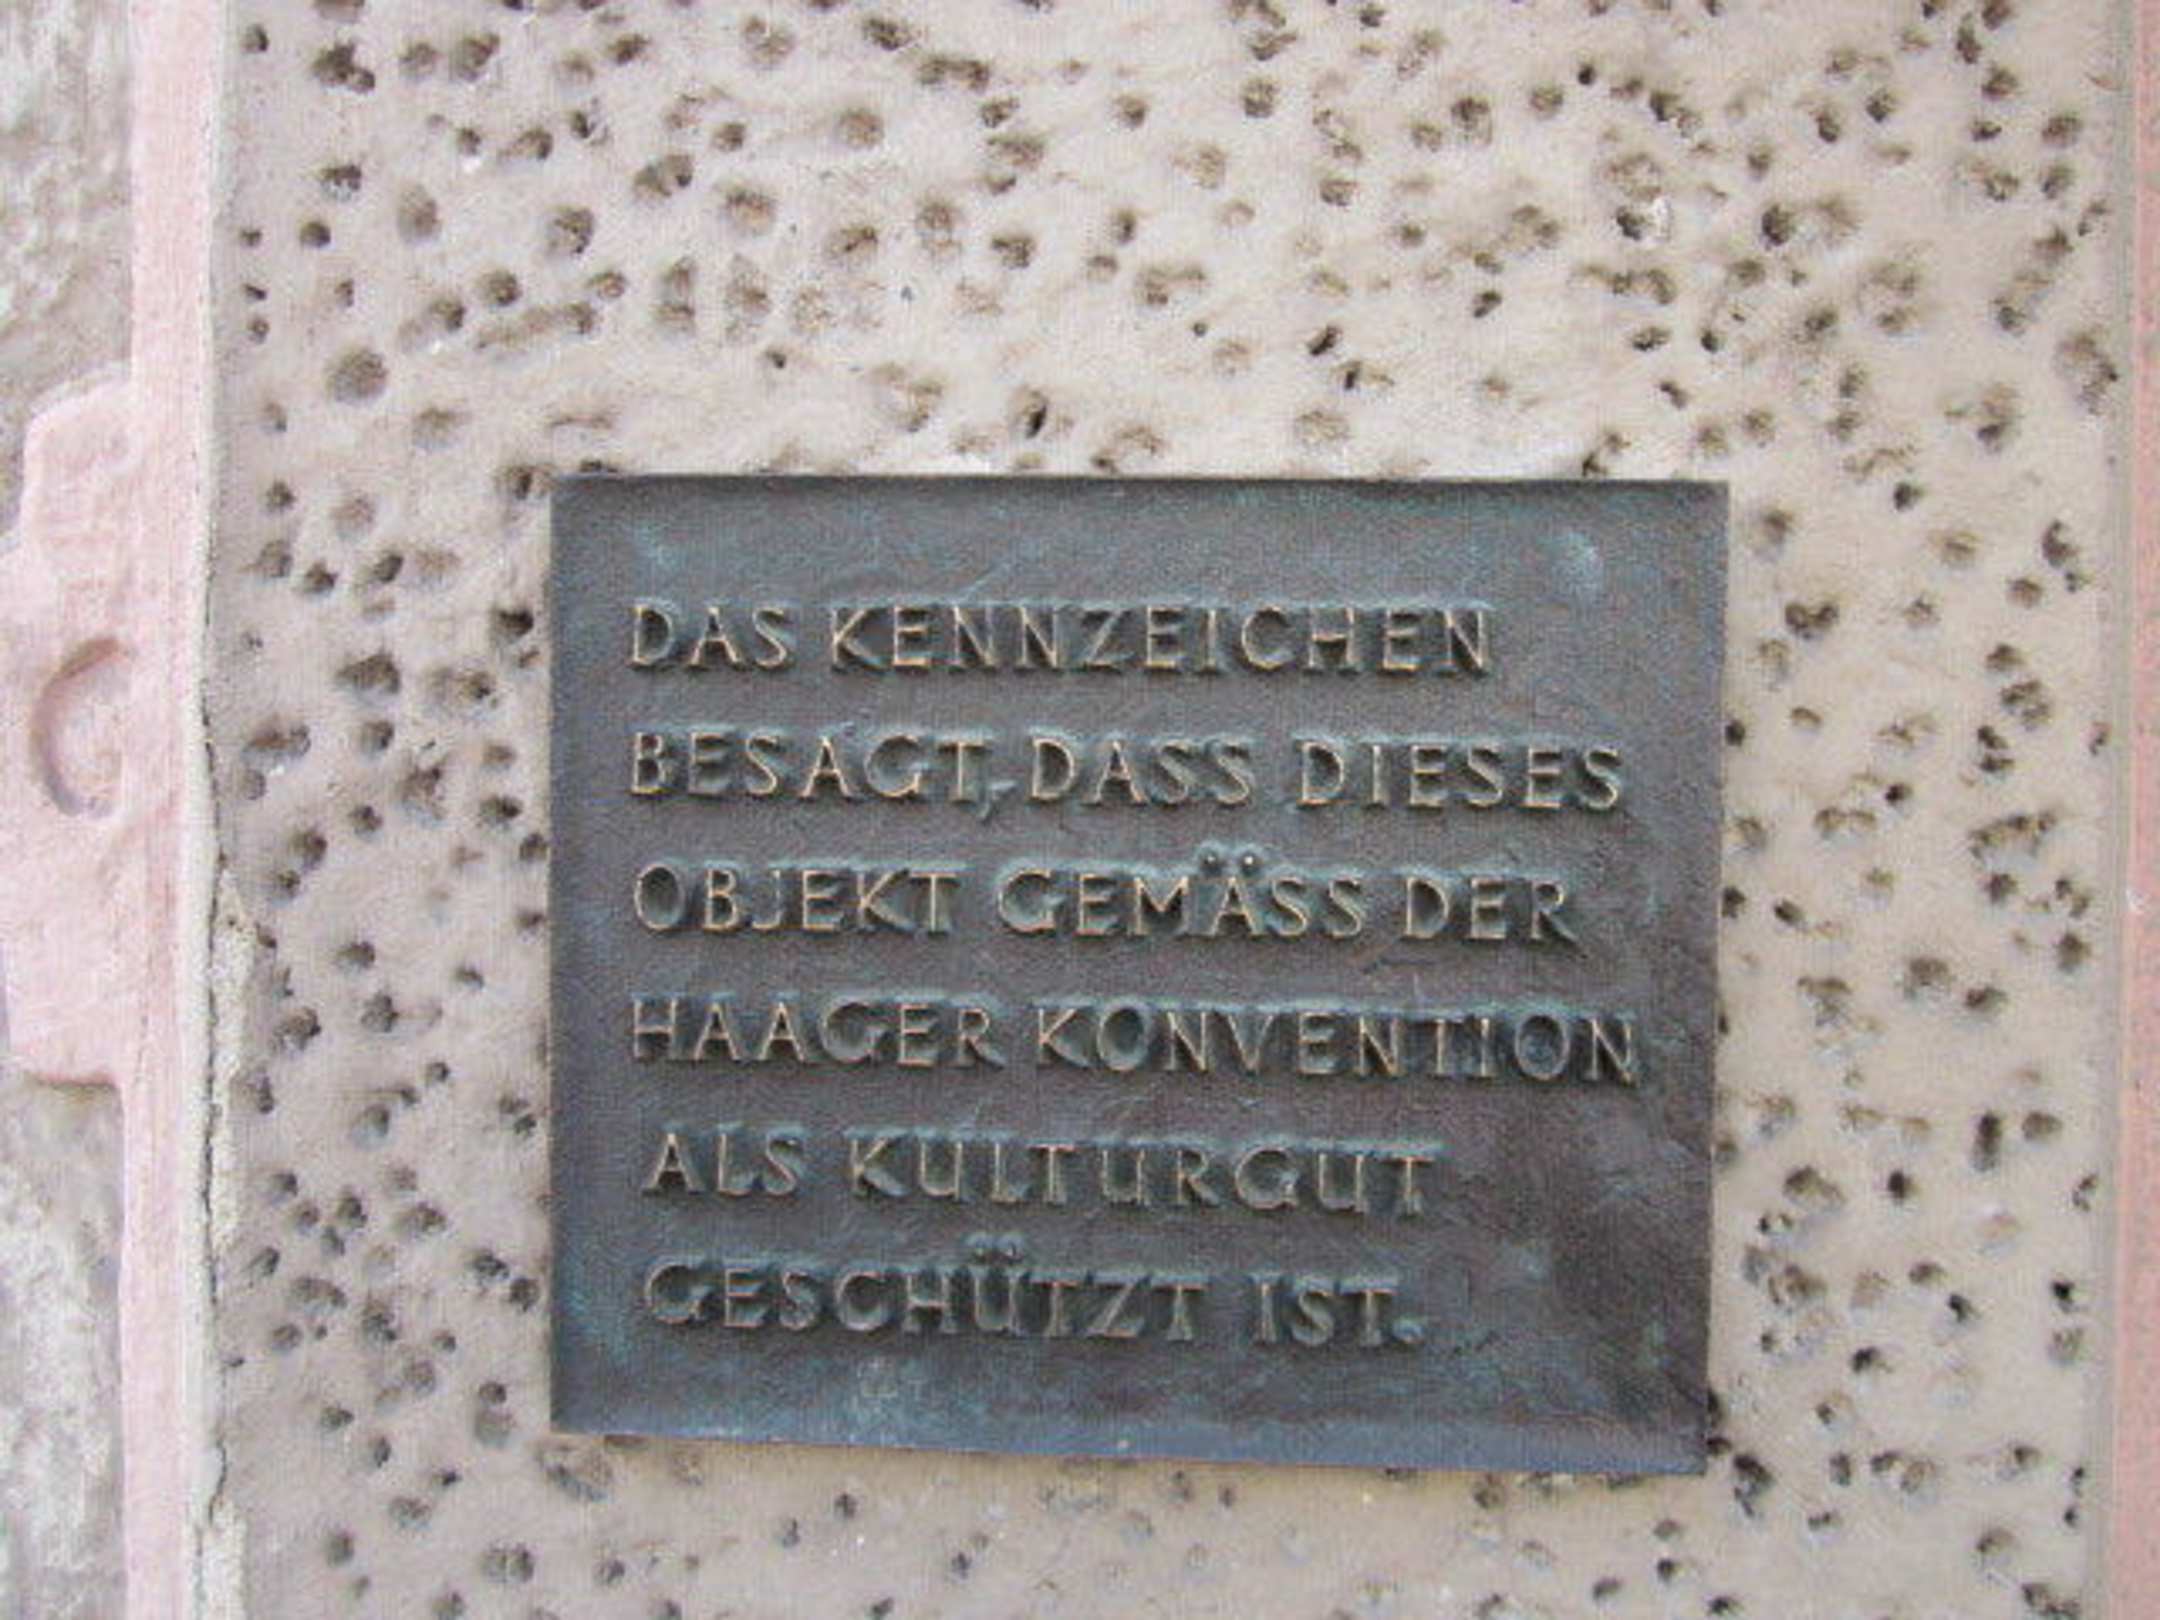 DAS KENNZEICHEN
BESAGT, DASS DIESES
OBJEKT GEMÄSS DER
HAAGER KONVENTION
ALS KULTURGUT
GESCHÜTZT IST.